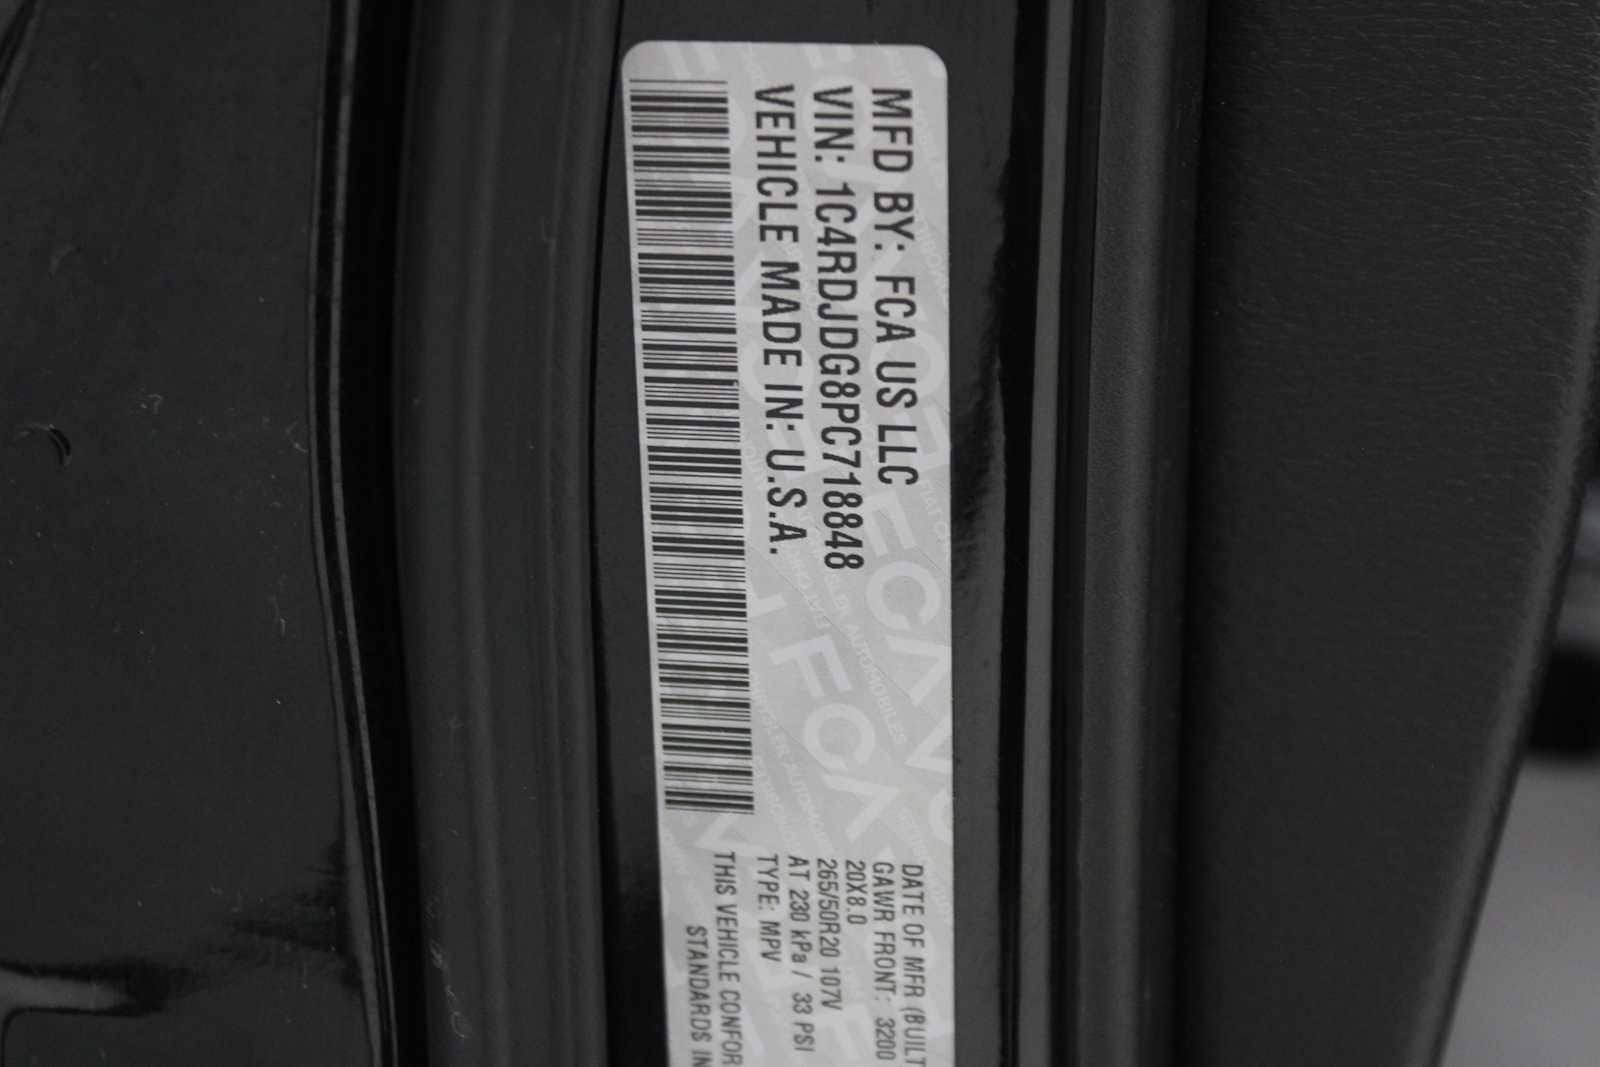 MFD BY: FCA US LLC
VIN: 1C4RDJDG8PC718848
VEHICLE MADE IN: U.S.A.
DATE OF MFR (BUILT
GAWR FRONT: 3200
20X8.0
265/50R20 107V
AT 230 kPa / 33 PSI
TYPE: MPV
THIS VEHICLE CONFOR
STANDARDS IN